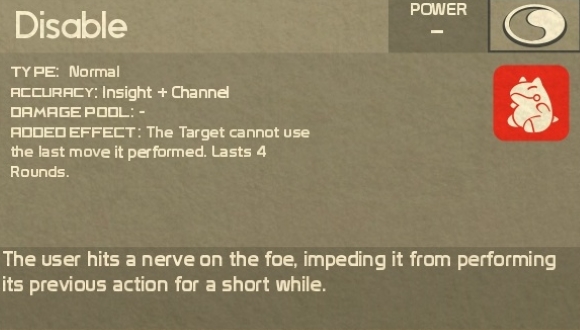 Disable
POWER
–
TYPE: Normal
ACCURACY: Insight + Channel
DAMAGE POOL: -
ADDED EFFECT: The Target cannot use
the last move it performed. Lasts 4
Rounds.
The user hits a nerve on the foe, impeding it from performing
its previous action for a short while.